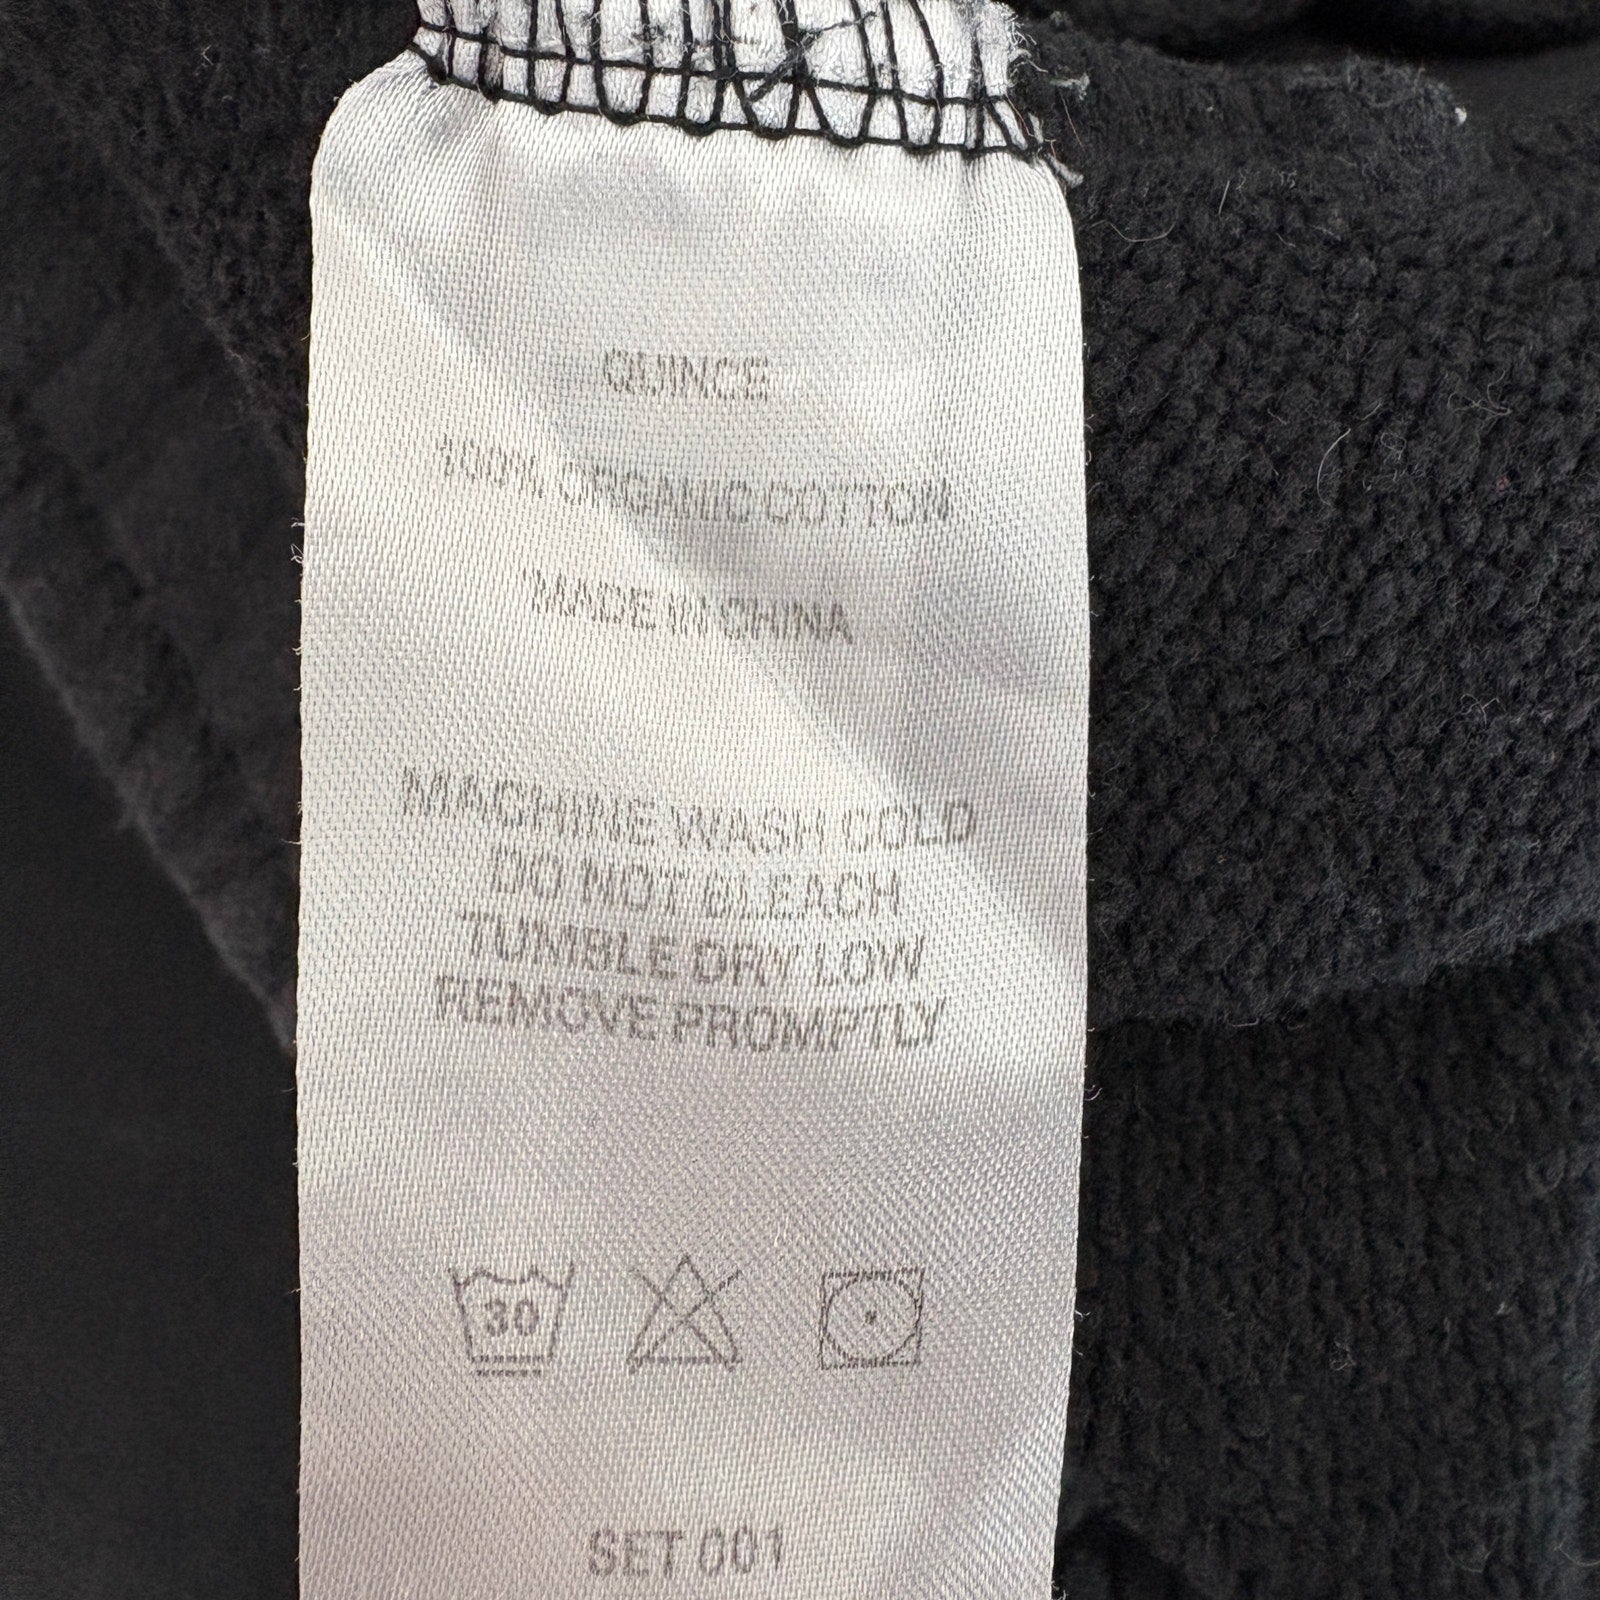 QUINCE
100% ORGANIC COTTON
MADE IN CHINA
MACHINE WASH COLD
DO NOT BLEACH
TUMBLE DRY LOW
REMOVE PROMPTLY
30
SET 001